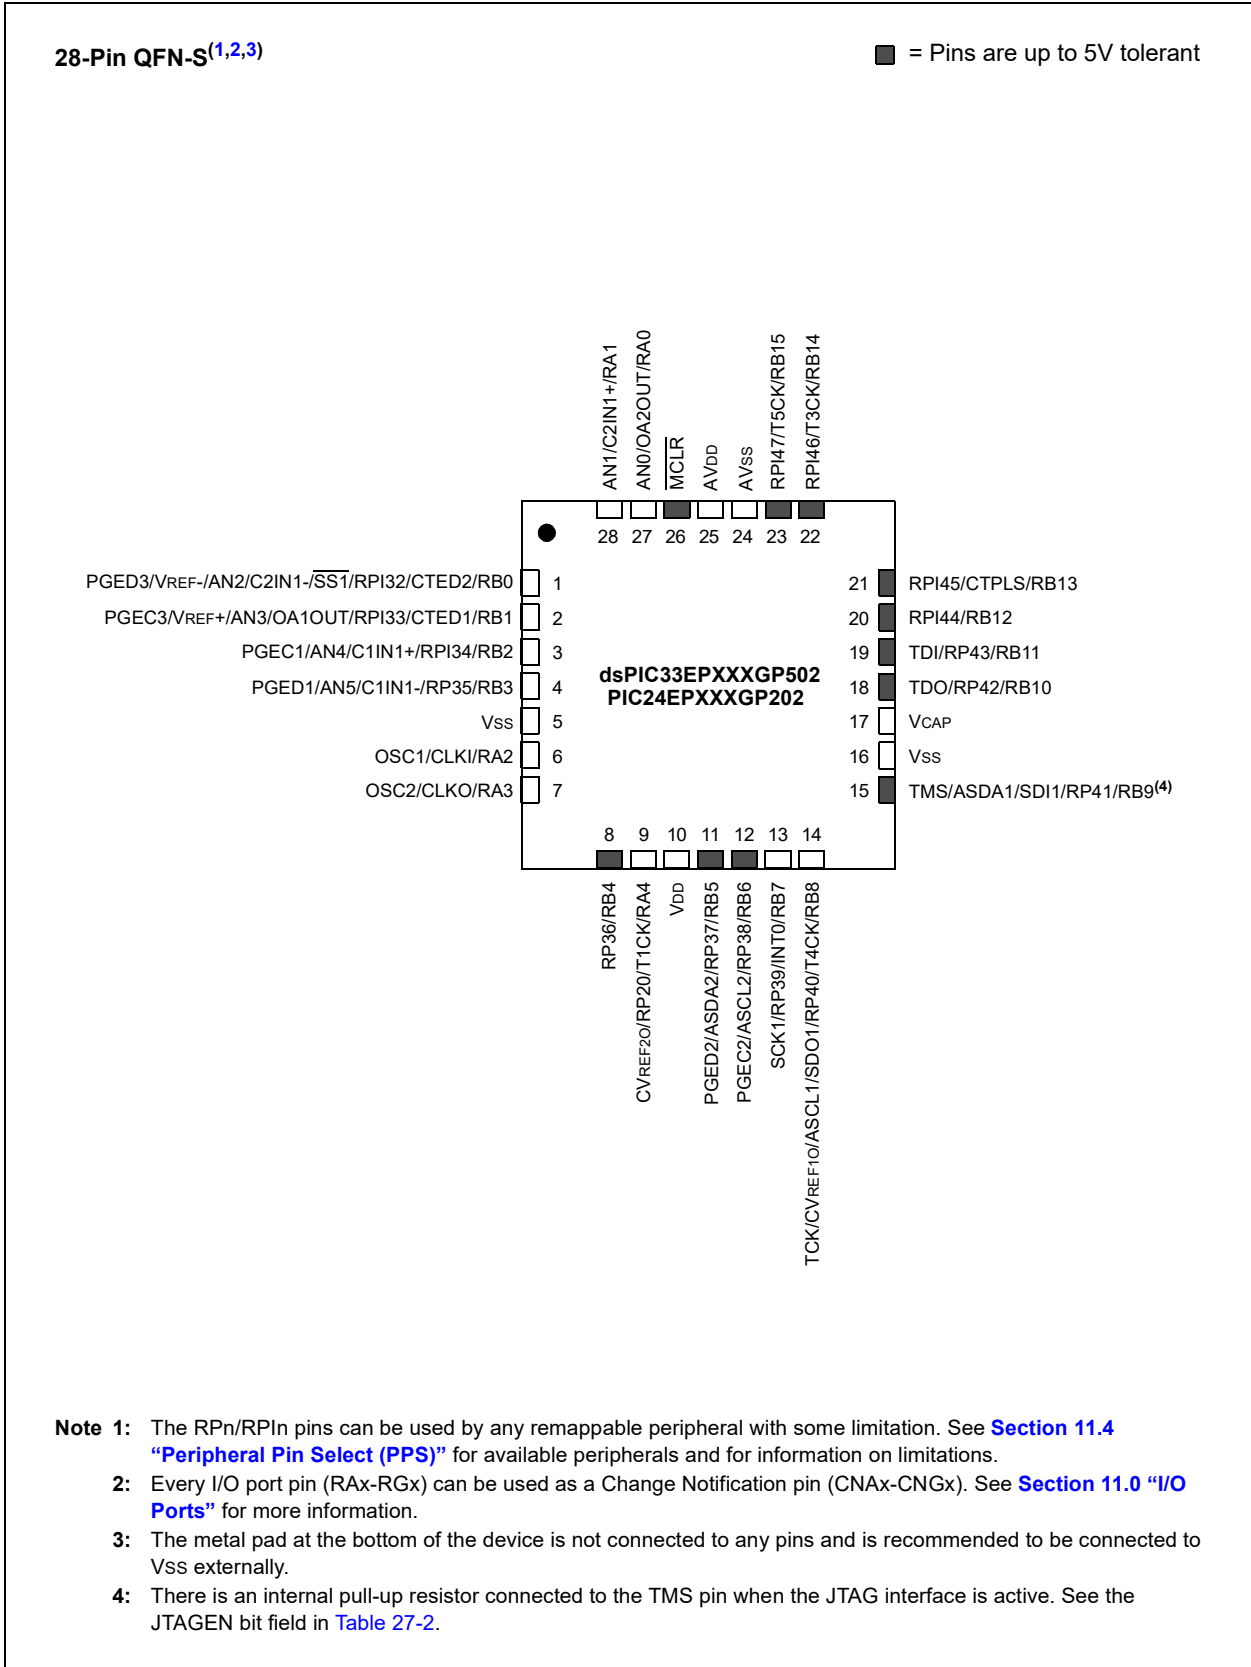 28-Pin QFN-S(1,2,3)
= Pins are up to 5V tolerant
AN1/C2IN1+/RA1
AN0/OA2OUT/RA0
MCLR
AVDD
AVSS
RPI47/T5CK/RB15
RPI46/T3CK/RB14
28 27 26 25 24 23 22
PGED3/VREF-/AN2/C2IN1-/SS1/RPI32/CTED2/RB0 1
PGEC3/VREF+/AN3/OA1OUT/RPI33/CTED1/RB1 2
PGEC1/AN4/C1IN1+/RPI34/RB2 3
PGED1/AN5/C1IN1-/RP35/RB3 4
VSS 5
OSC1/CLKI/RA2 6
OSC2/CLKO/RA3 7
dsPIC33EPXXXGP502
PIC24EPXXXGP202
21 RPI45/CTPLS/RB13
20 RPI44/RB12
19 TDI/RP43/RB11
18 TDO/RP42/RB10
17 VCAP
16 VSS
15 TMS/ASDA1/SDI1/RP41/RB9(4)
8 9 10 11 12 13 14
RP36/RB4
CVREF2O/RP20/T1CK/RA4
VDD
PGED2/ASDA2/RP37/RB5
PGEC2/ASCL2/RP38/RB6
SCK1/RP39/INT0/RB7
TCK/CVREF1O/ASCL1/SDO1/RP40/T4CK/RB8
Note 1: The RPn/RPIn pins can be used by any remappable peripheral with some limitation. See Section 11.4
“Peripheral Pin Select (PPS)” for available peripherals and for information on limitations.
2: Every I/O port pin (RAx-RGx) can be used as a Change Notification pin (CNAx-CNGx). See Section 11.0 “I/O
Ports” for more information.
3: The metal pad at the bottom of the device is not connected to any pins and is recommended to be connected to
VSS externally.
4: There is an internal pull-up resistor connected to the TMS pin when the JTAG interface is active. See the
JTAGEN bit field in Table 27-2.